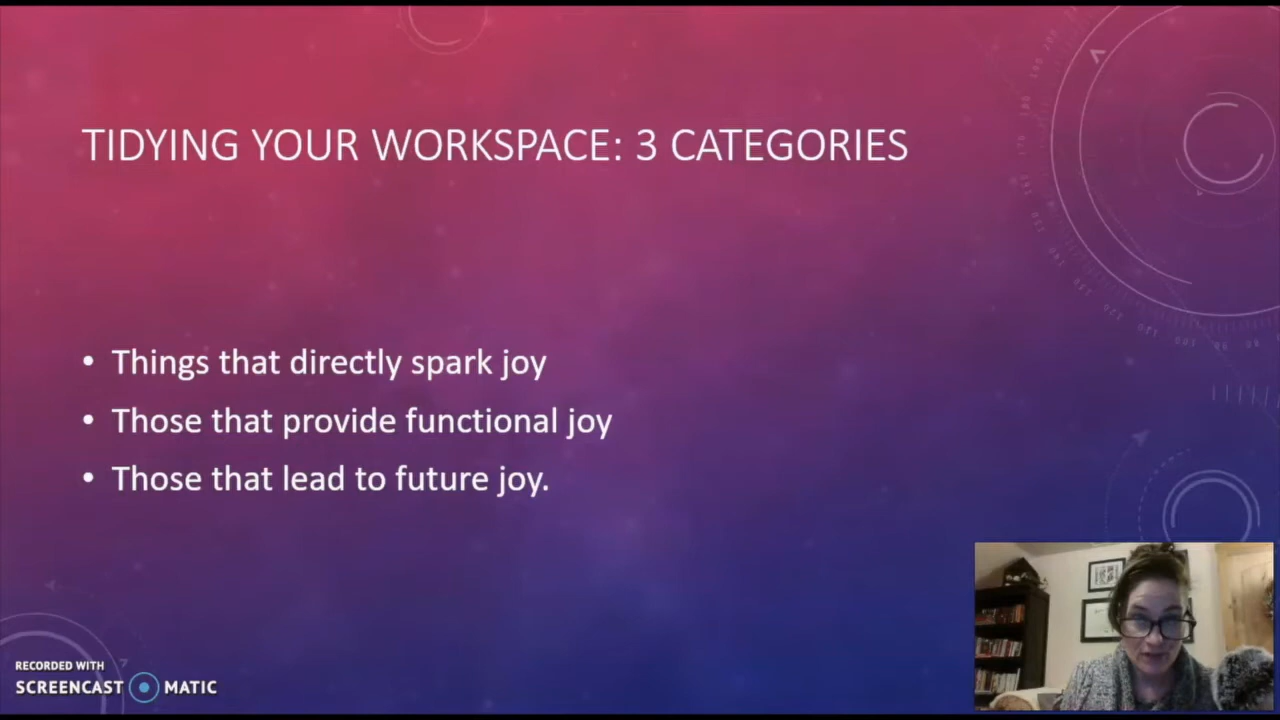 TIDYING YOUR WORKSPACE: 3 CATEGORIES
• Things that directly spark joy
• Those that provide functional joy
• Those that lead to future joy.
RECORDED WITH
SCREENCAST MATIC